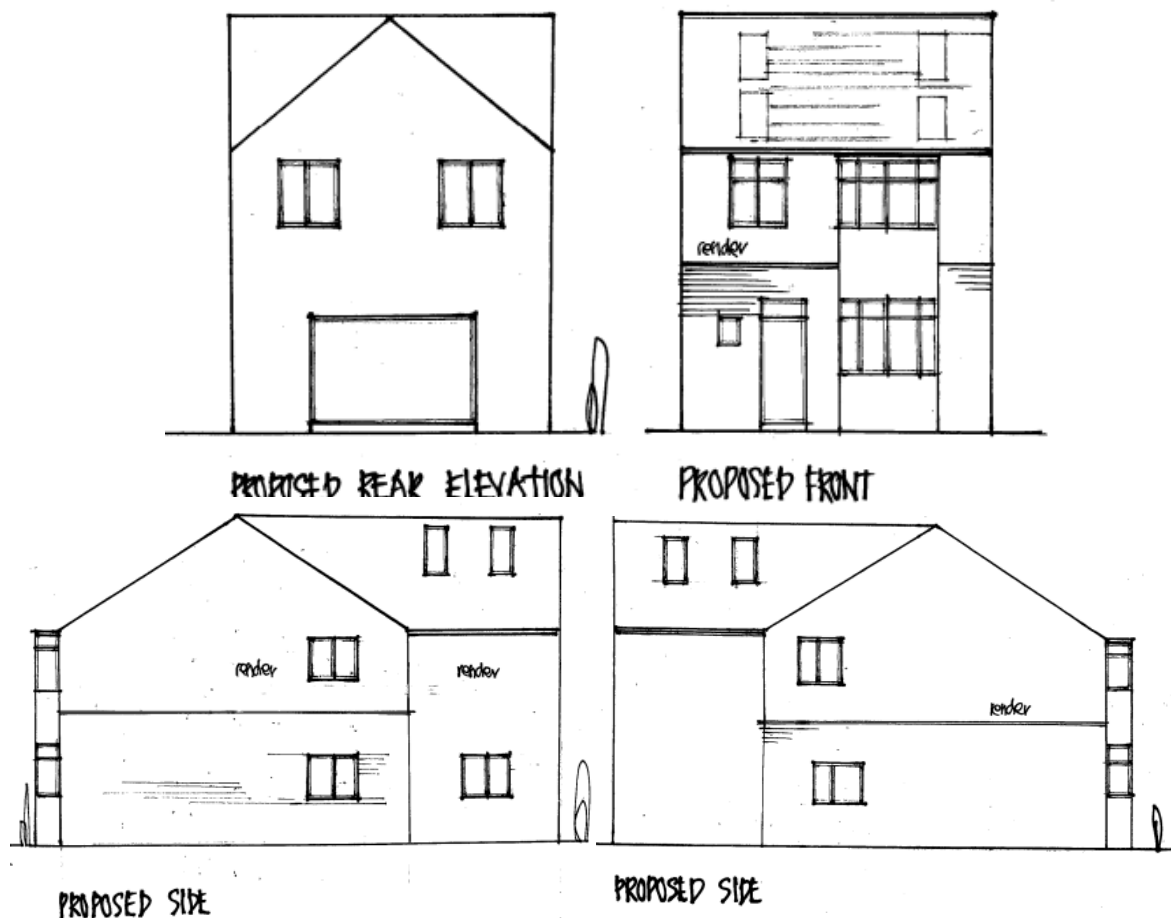 render
PROPOSED REAR ELEVATION
PROPOSED FRONT
render
render
render
PROPOSED SIDE
PROPOSED SIDE